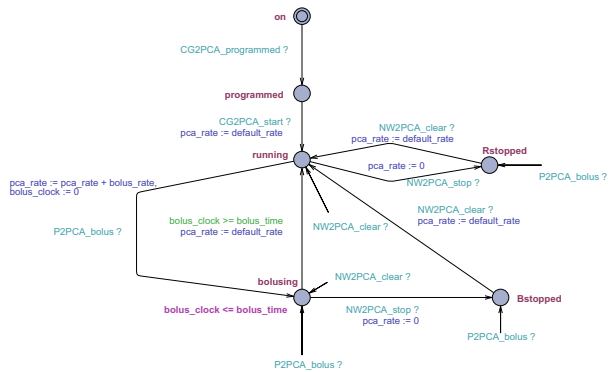 on
CG2PCA_programmed ?
programmed
CG2PCA_start ?
pca_rate := default_rate
running
NW2PCA_clear ?
pca_rate := default_rate
Rstopped
pca_rate := 0
NW2PCA_stop ?
P2PCA_bolus ?
pca_rate := pca_rate + bolus_rate,
bolus_clock := 0
P2PCA_bolus ?
bolus_clock >= bolus_time
pca_rate := default_rate
NW2PCA_clear ?
NW2PCA_clear ?
pca_rate := default_rate
bolusing
NW2PCA_clear ?
bolus_clock <= bolus_time
NW2PCA_stop ?
pca_rate := 0
Bstopped
P2PCA_bolus ?
P2PCA_bolus ?